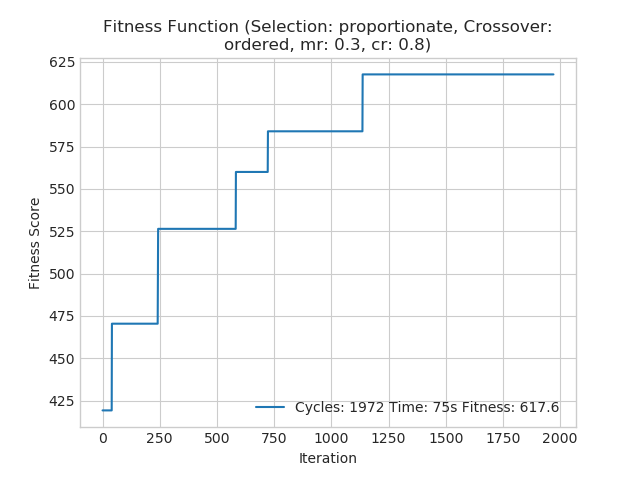 Fitness Function (Selection: proportionate, Crossover:
ordered, mr: 0.3, cr: 0.8)
625
600
575
550
525
500
475
450
425
Fitness Score
Cycles: 1972 Time: 75s Fitness: 617.6
0 250 500 750 1000 1250 1500 1750 2000
Iteration